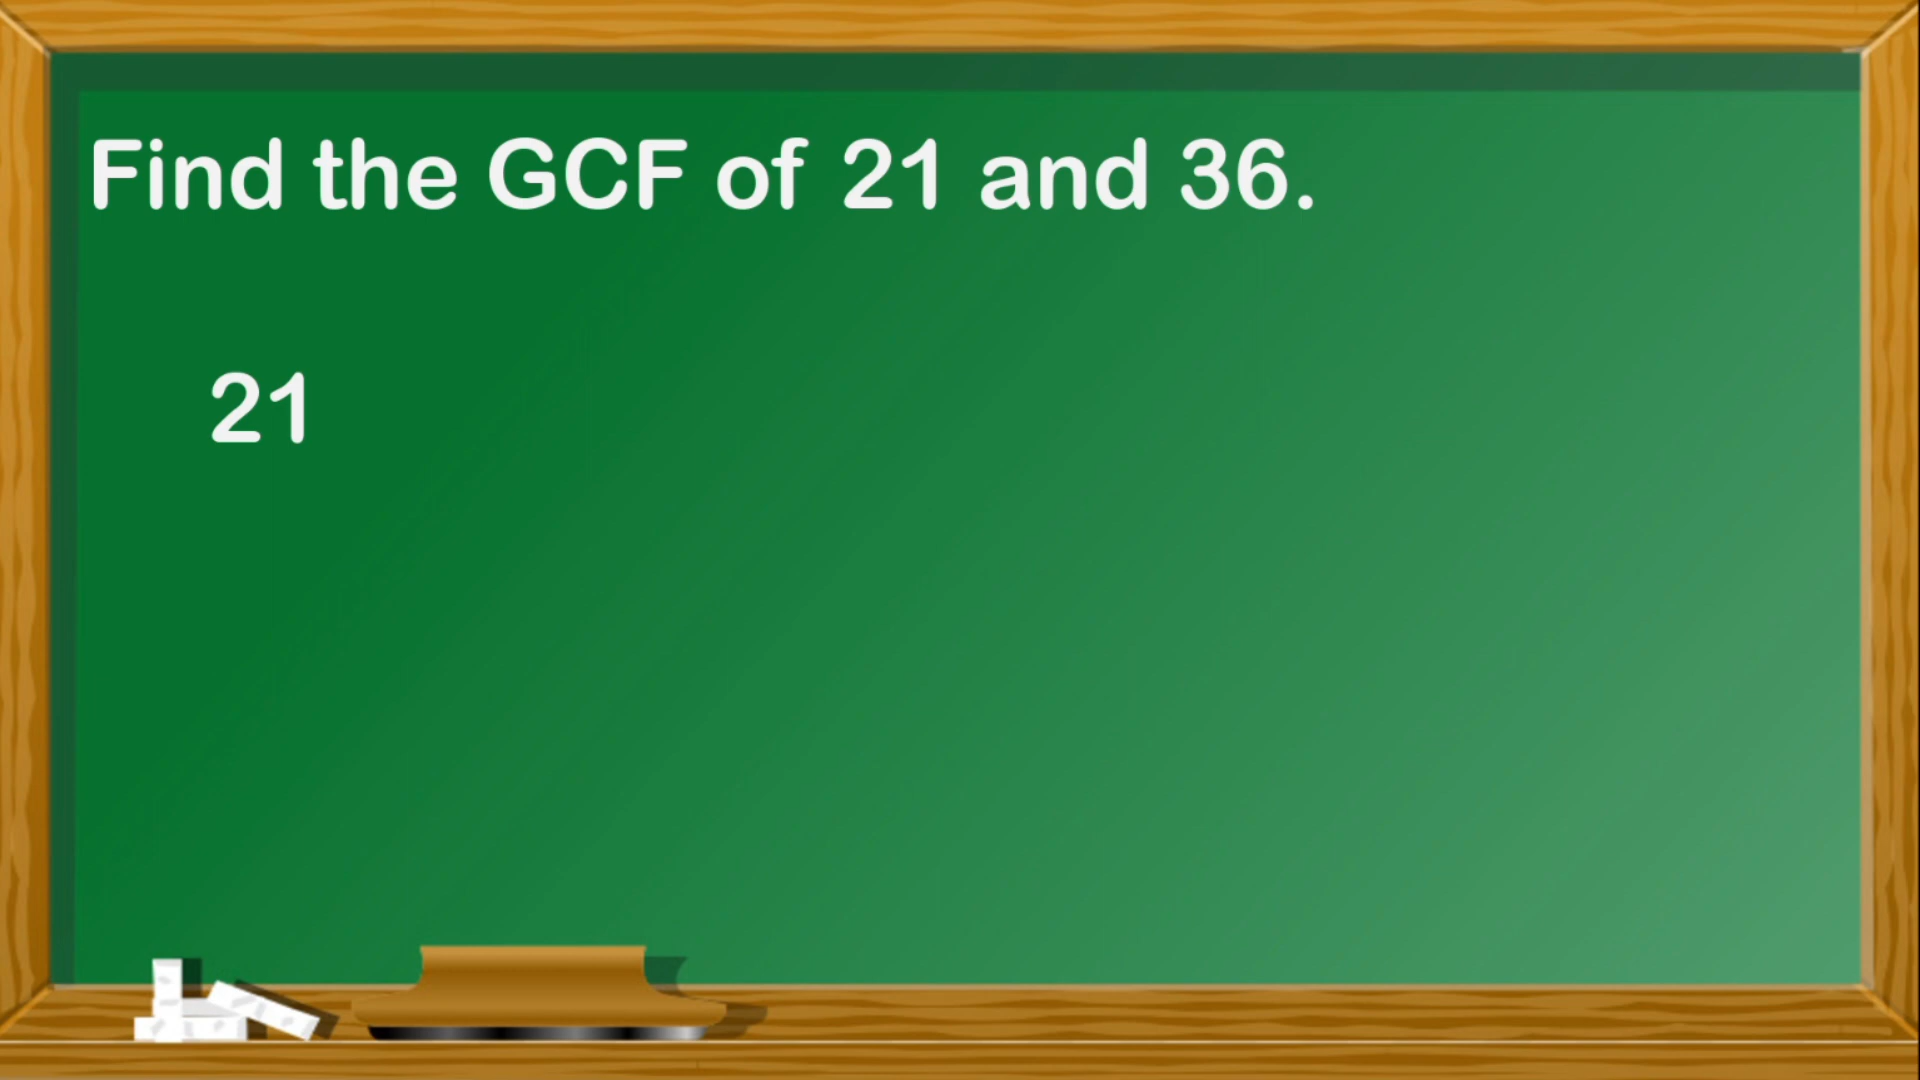 Find the GCF of 21 and 36.
21